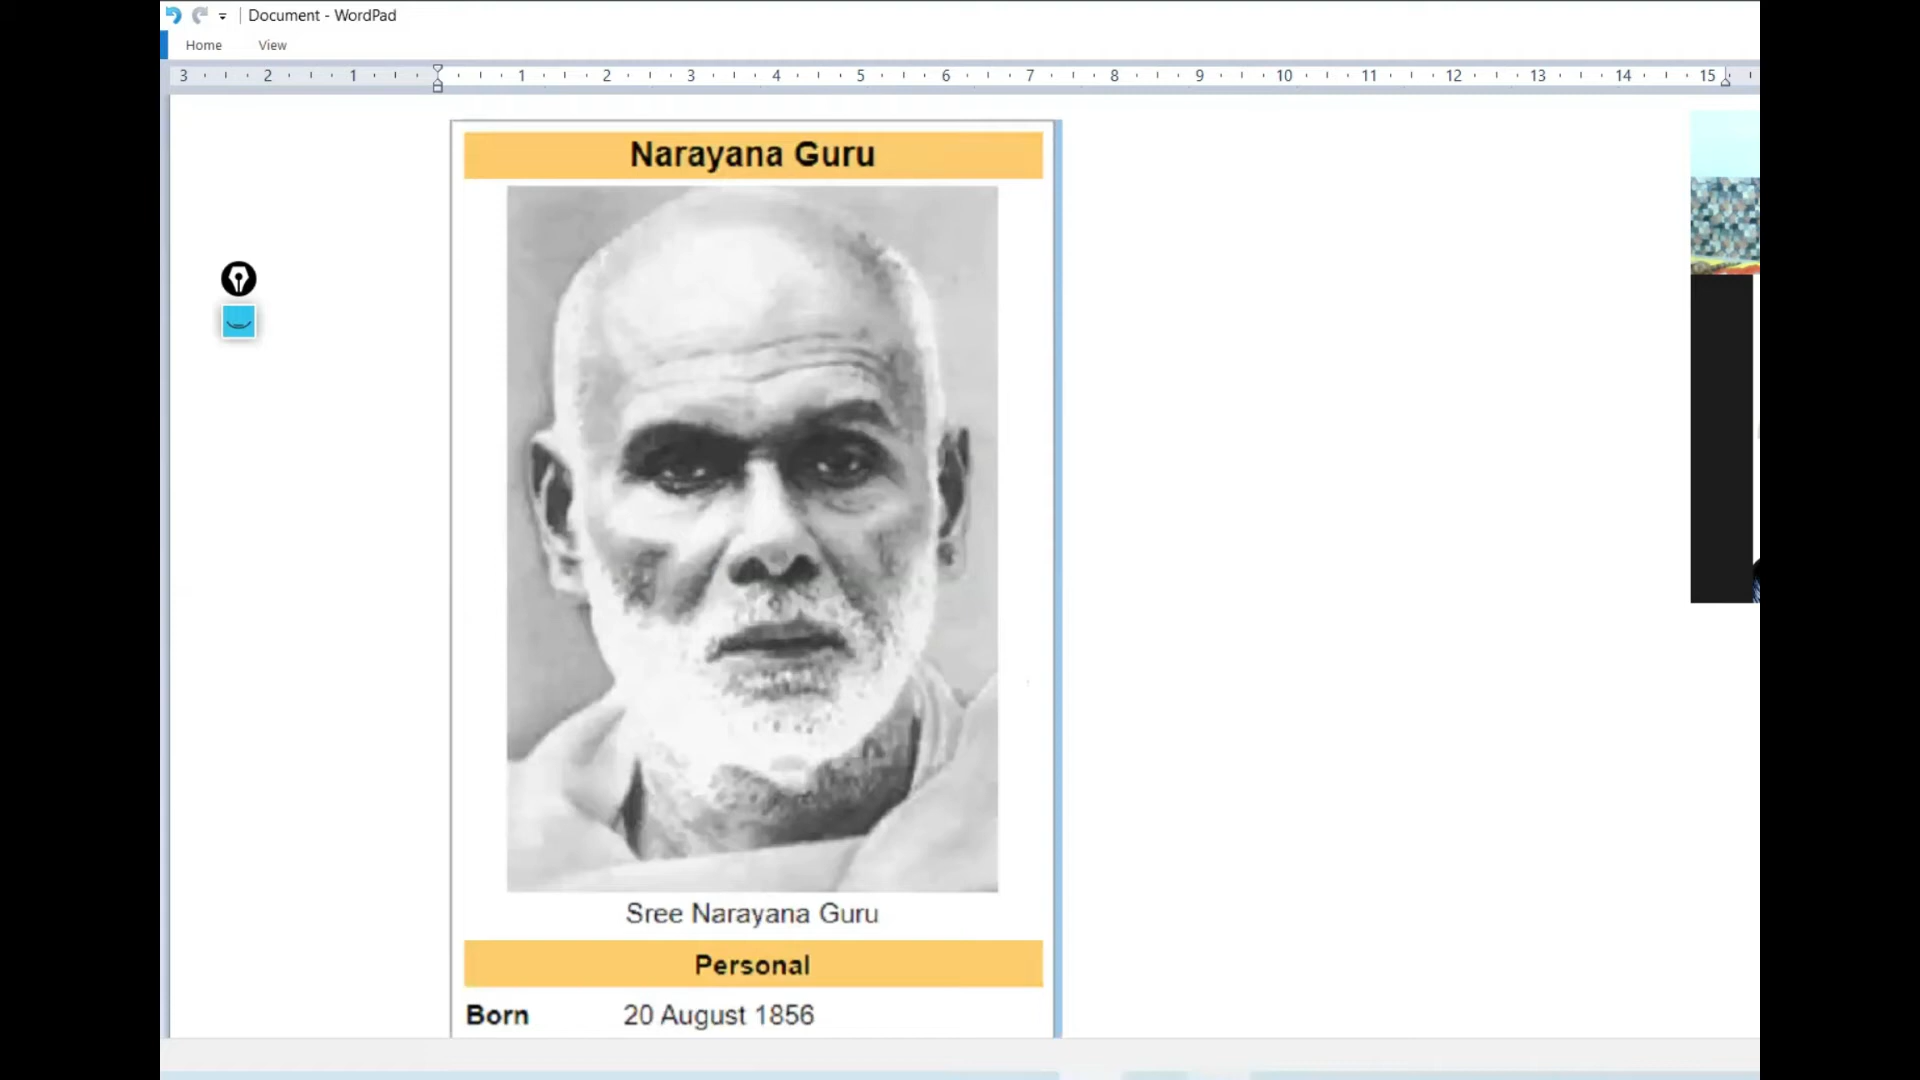 Document - WordPad
Home View
3 2 1 1 2 3 4 5 6 7 8 9 10 11 12 13 14 15
Narayana Guru
Sree Narayana Guru
Personal
Born 20 August 1856